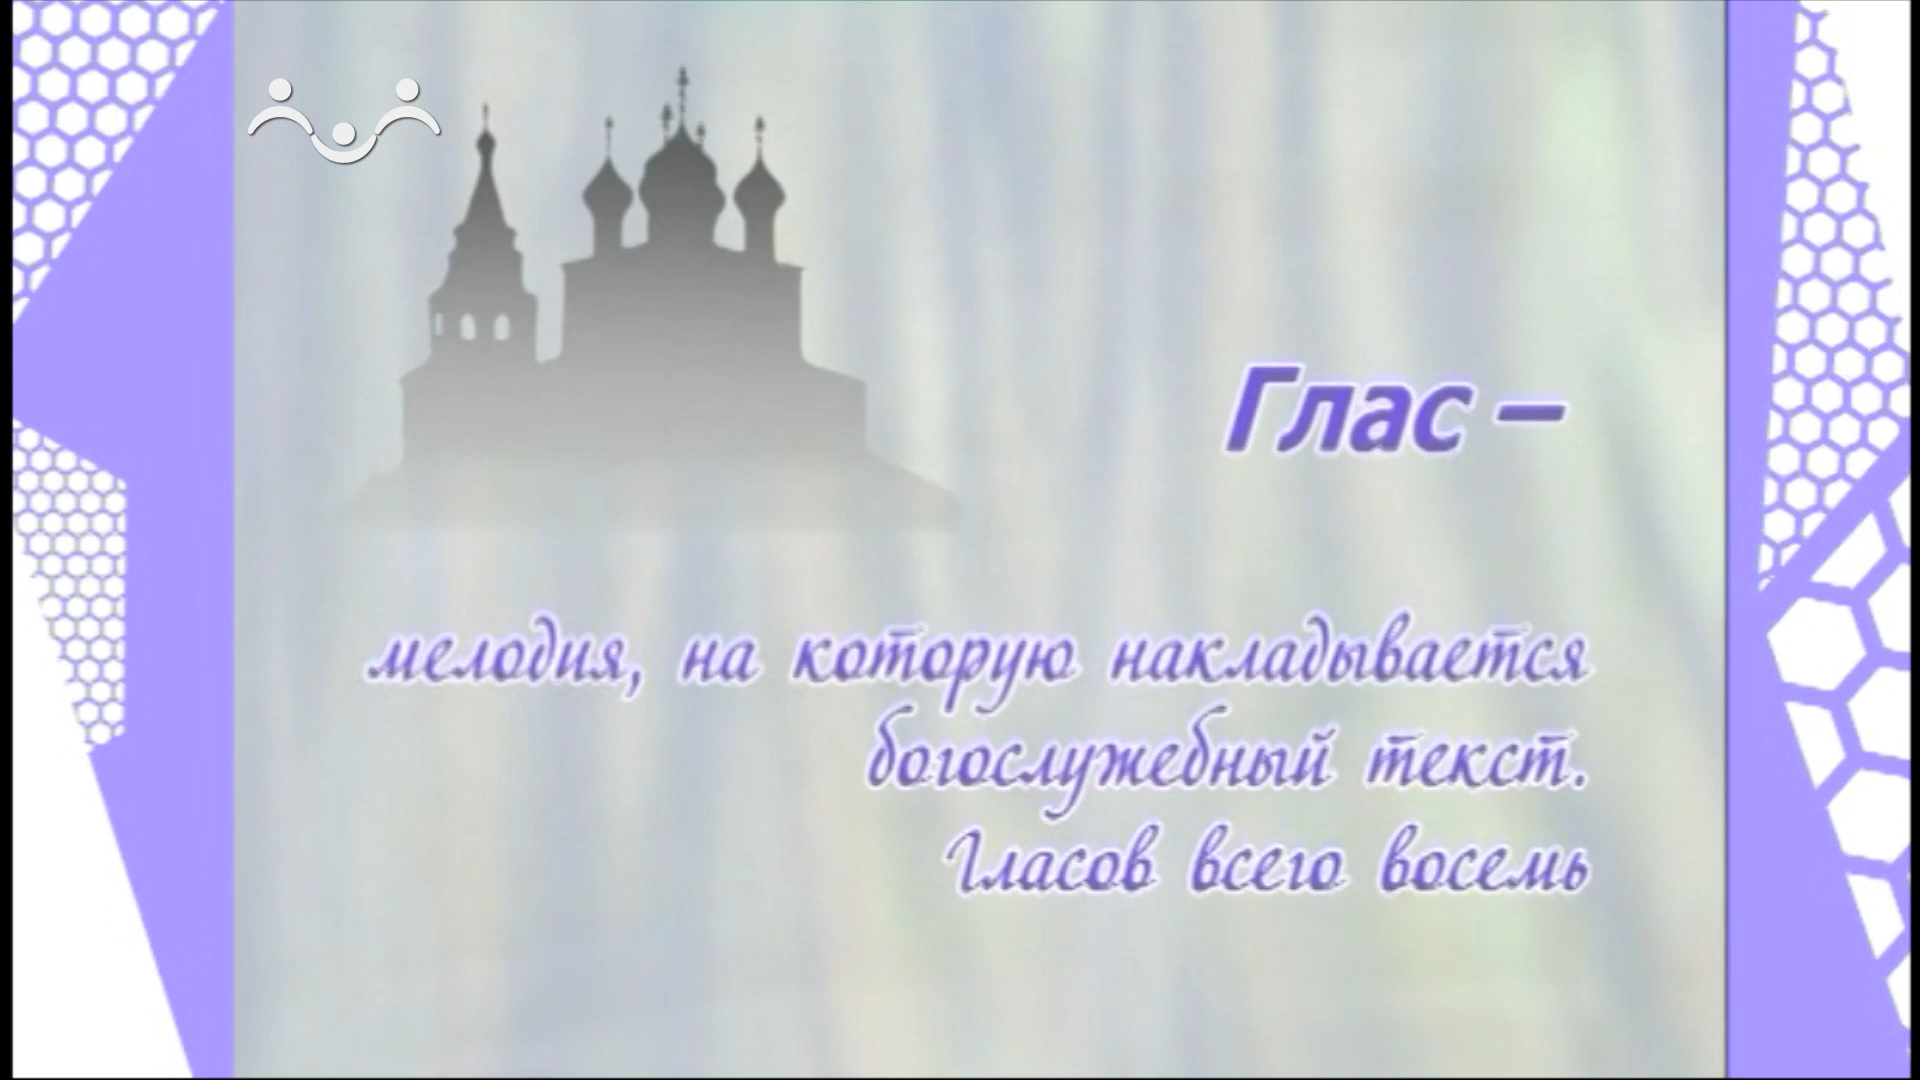 Глас –
мелодия, на которую накладывается
богослужебный текст.
Гласов всего восемь